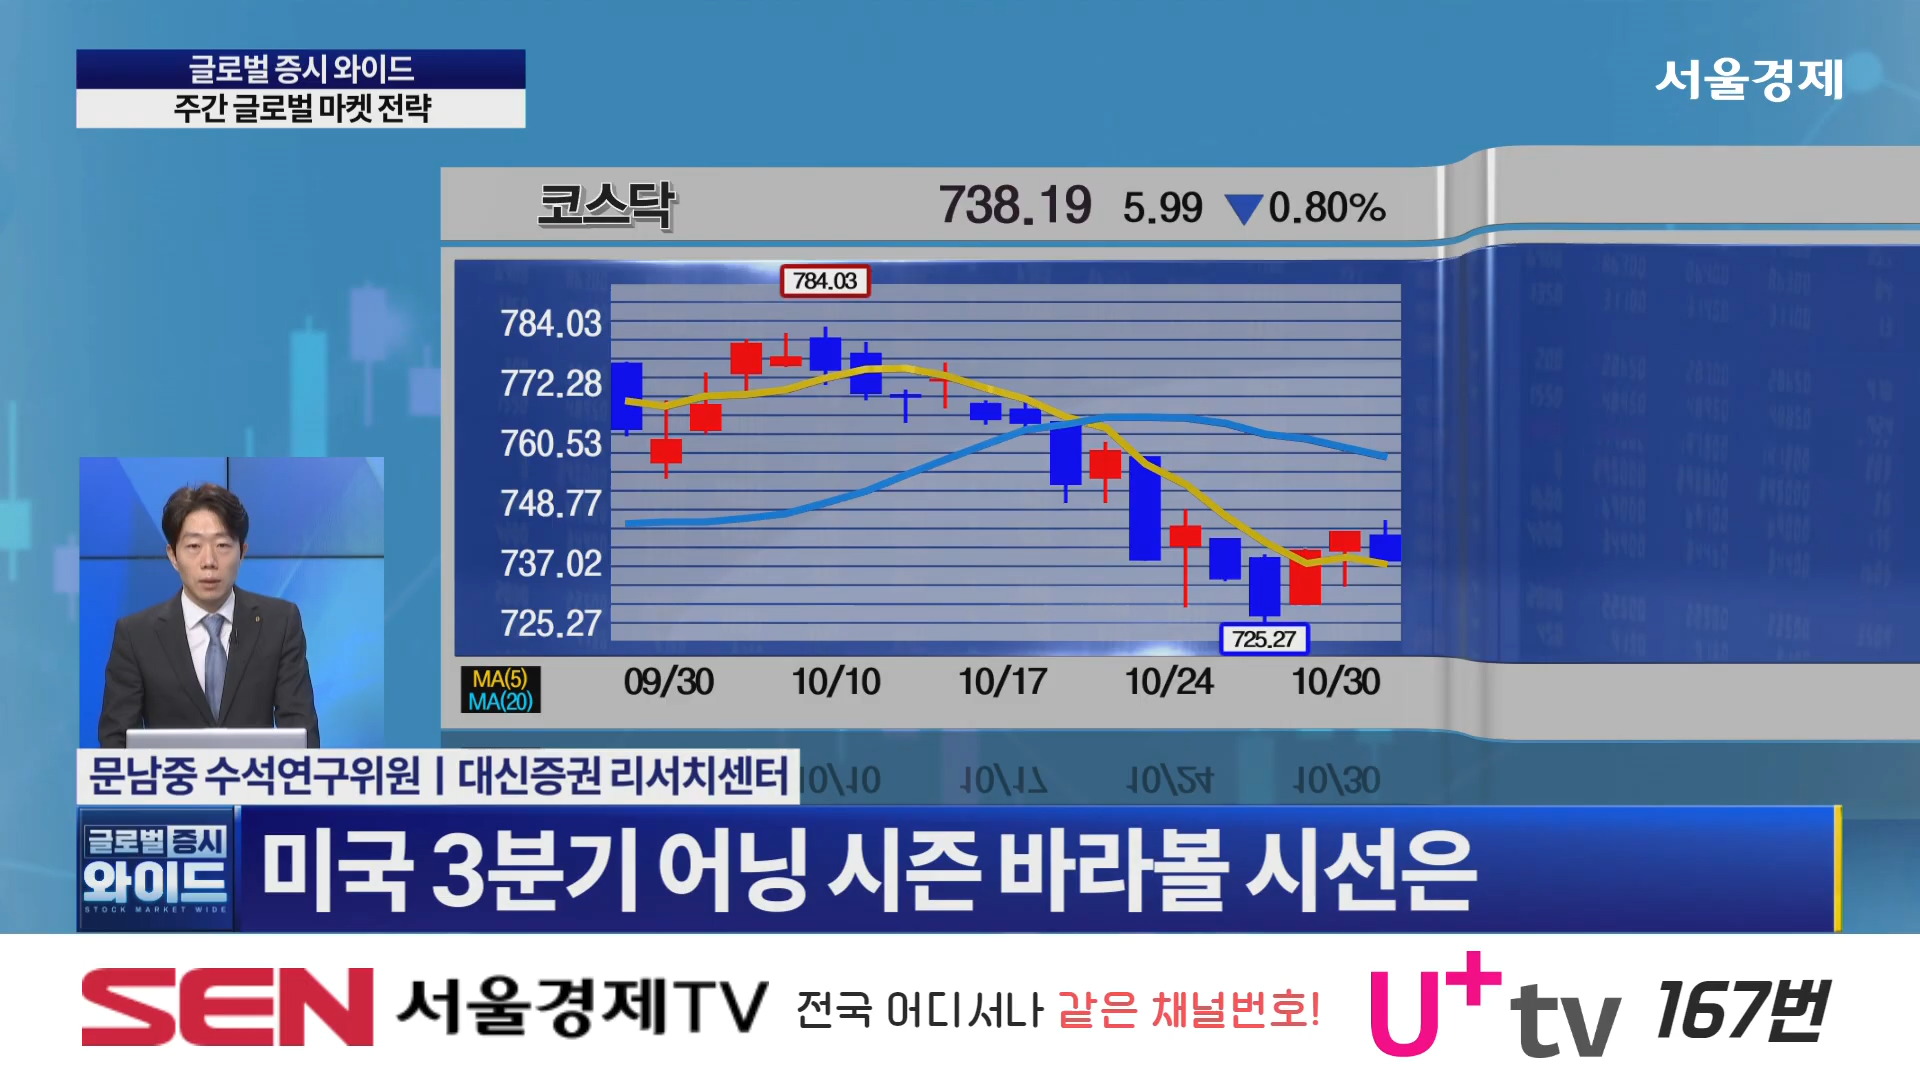 글로벌 증시 와이드
주간 글로벌 마켓 전략
서울경제
코스닥 738.19 5.99 ▼0.80%
784.03
784.03
772.28
760.53
748.77
737.02
725.27
725.27
MA(5)
MA(20)
09/30 10/10 10/17 10/24 10/30
문남중 수석연구위원 | 대신증권 리서치센터
글로벌 증시
와이드
STOCK MARKET WIDE
미국 3분기 어닝 시즌 바라볼 시선은
SEN 서울경제TV 전국 어디서나 같은 채널번호! U+tv 167번